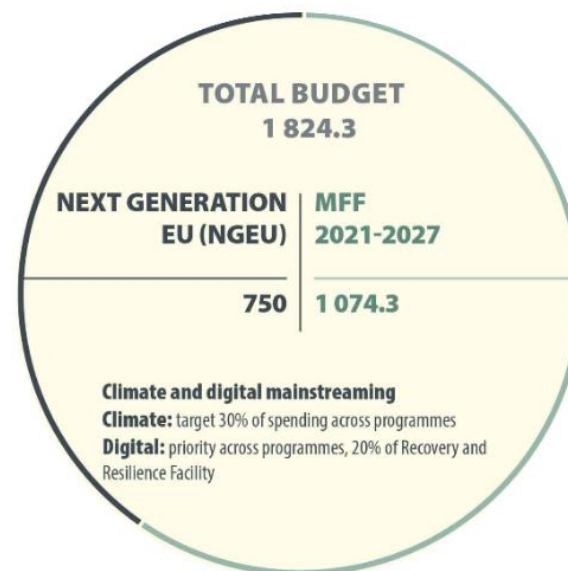 TOTAL BUDGET
1 824.3
NEXT GENERATION
EU (NGEU)
750
MFF
2021-2027
1 074.3
Climate and digital mainstreaming
Climate: target 30% of spending across programmes
Digital: priority across programmes, 20% of Recovery and
Resilience Facility